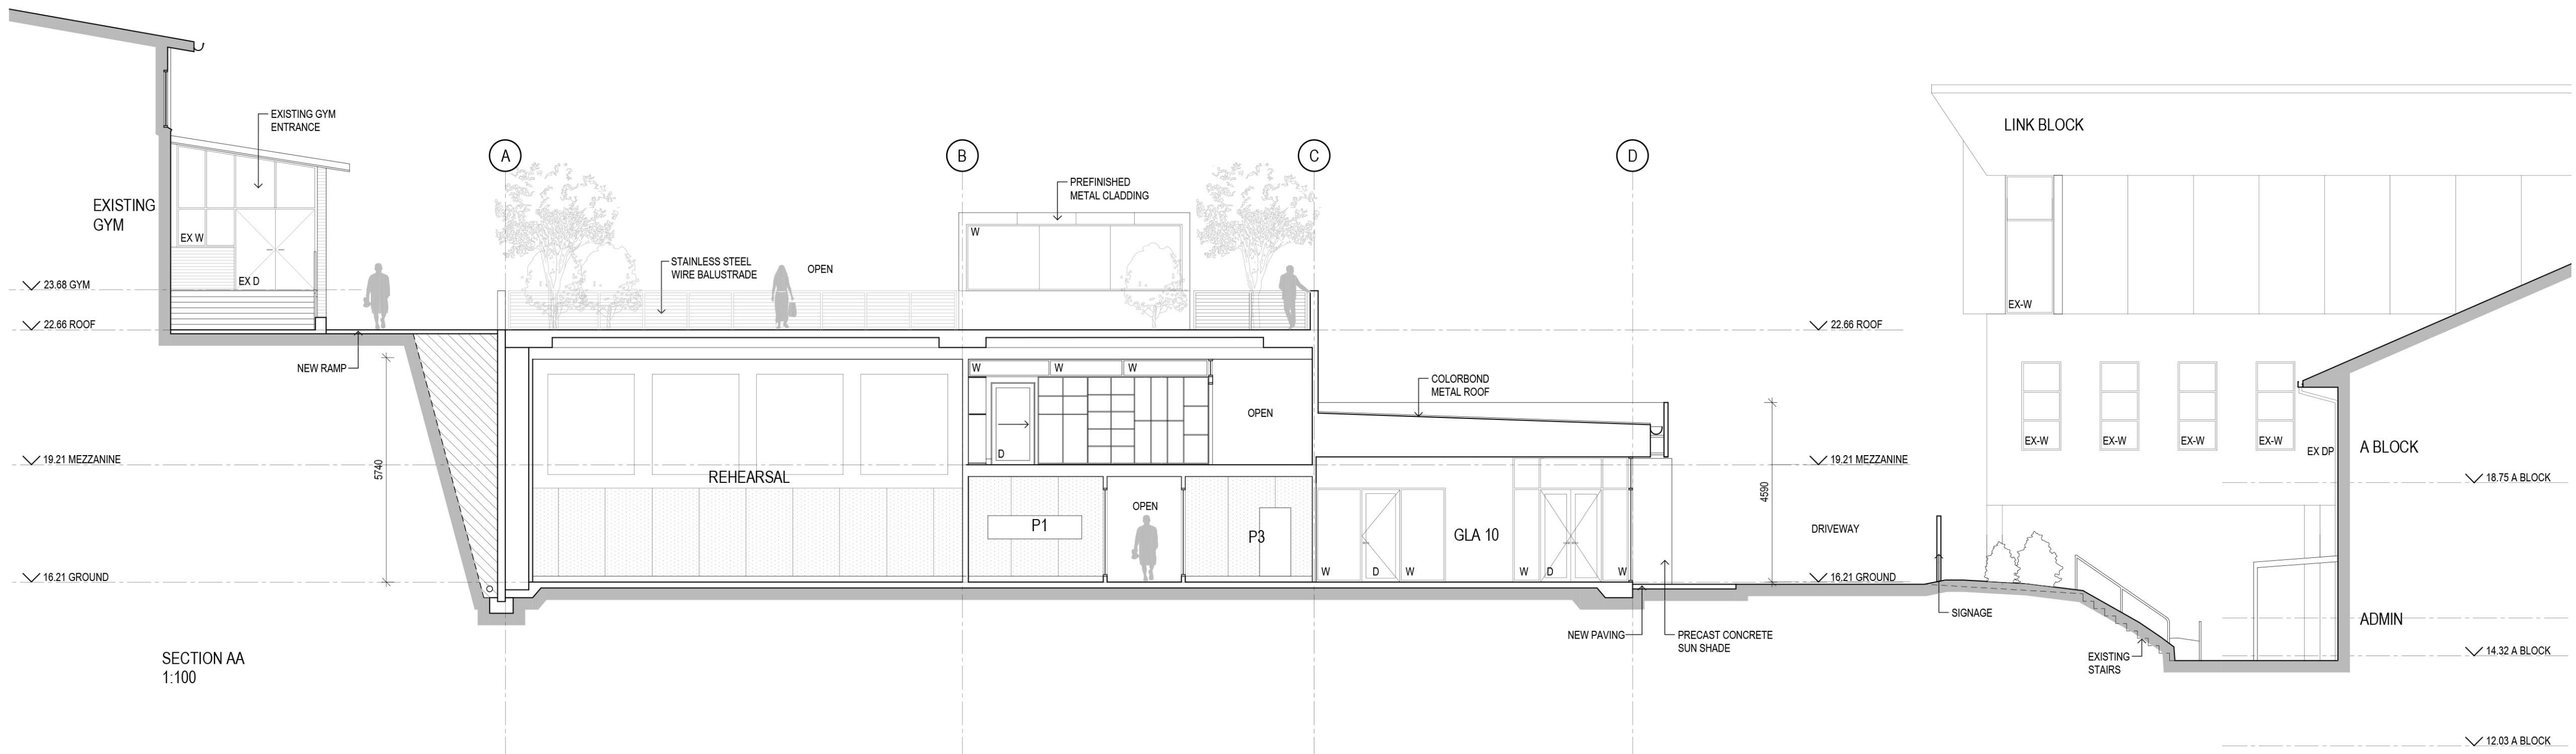 LINK BLOCK
EXISTING GYM
ENTRANCE
A
B
C
D
PREFINISHED
METAL CLADDING
EXISTING
GYM
EX W
EX D
W
STAINLESS STEEL
WIRE BALUSTRADE
OPEN
23.68 GYM
22.66 ROOF
22.66 ROOF
EX-W
NEW RAMP
W
W
W
COLORBOND
METAL ROOF
OPEN
D
EX-W
EX-W
EX-W
EX-W
EX DP
A BLOCK
19.21 MEZZANINE
5740
REHEARSAL
19.21 MEZZANINE
18.75 A BLOCK
4590
OPEN
P1
P3
GLA 10
DRIVEWAY
W
D
W
W
D
W
16.21 GROUND
16.21 GROUND
SIGNAGE
ADMIN
NEW PAVING
PRECAST CONCRETE
SUN SHADE
EXISTING
STAIRS
14.32 A BLOCK
SECTION AA
1:100
12.03 A BLOCK